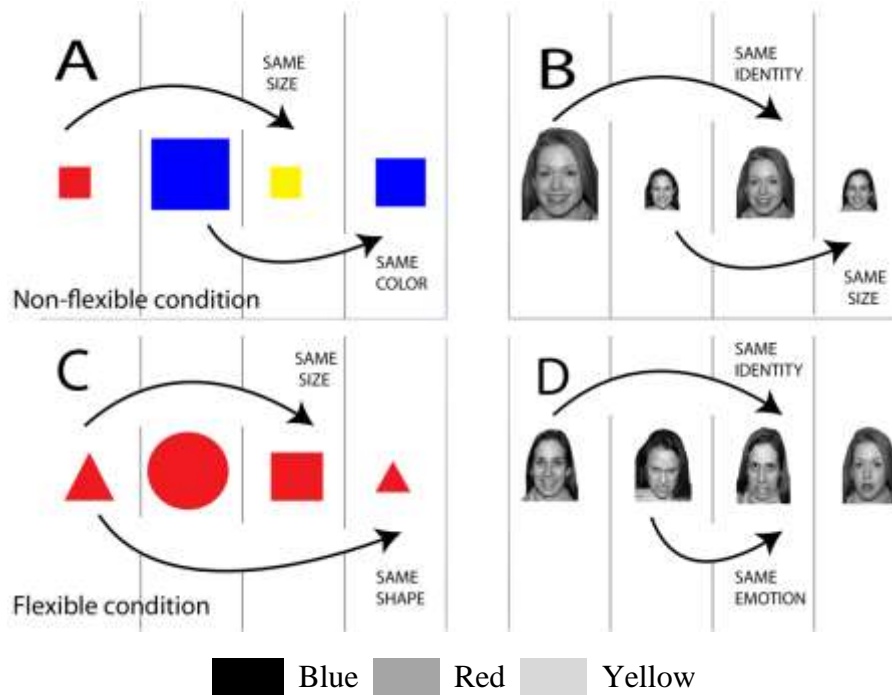 A
SAME
SIZE
SAME
COLOR
Non-flexible condition
B
SAME
IDENTITY
SAME
SIZE
C
SAME
SIZE
SAME
SHAPE
Flexible condition
D
SAME
IDENTITY
SAME
EMOTION
Blue Red Yellow